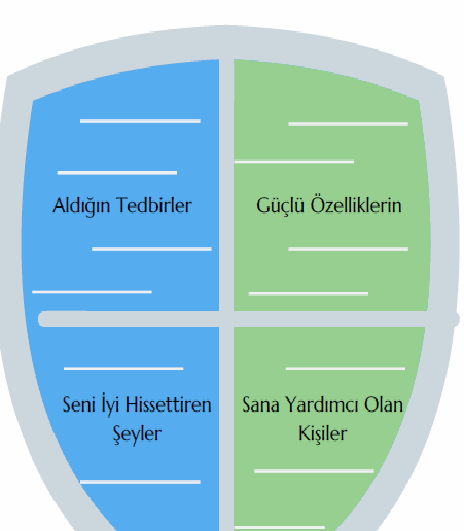 Aldığın Tedbirler
Güçlü Özelliklerin
Seni İyi Hissettiren
Şeyler
Sana Yardımcı Olan
Kişiler